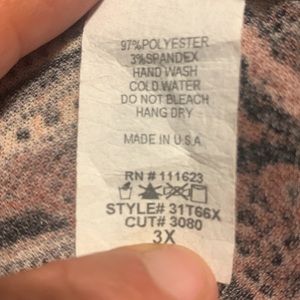 97%POLYESTER
3%SPANDEX
HAND WASH
COLD WATER
DO NOT BLEACH
HANG DRY
MADE IN U.S.A
RN # 111623
STYLE# 31T66X
CUT# 3080
3X